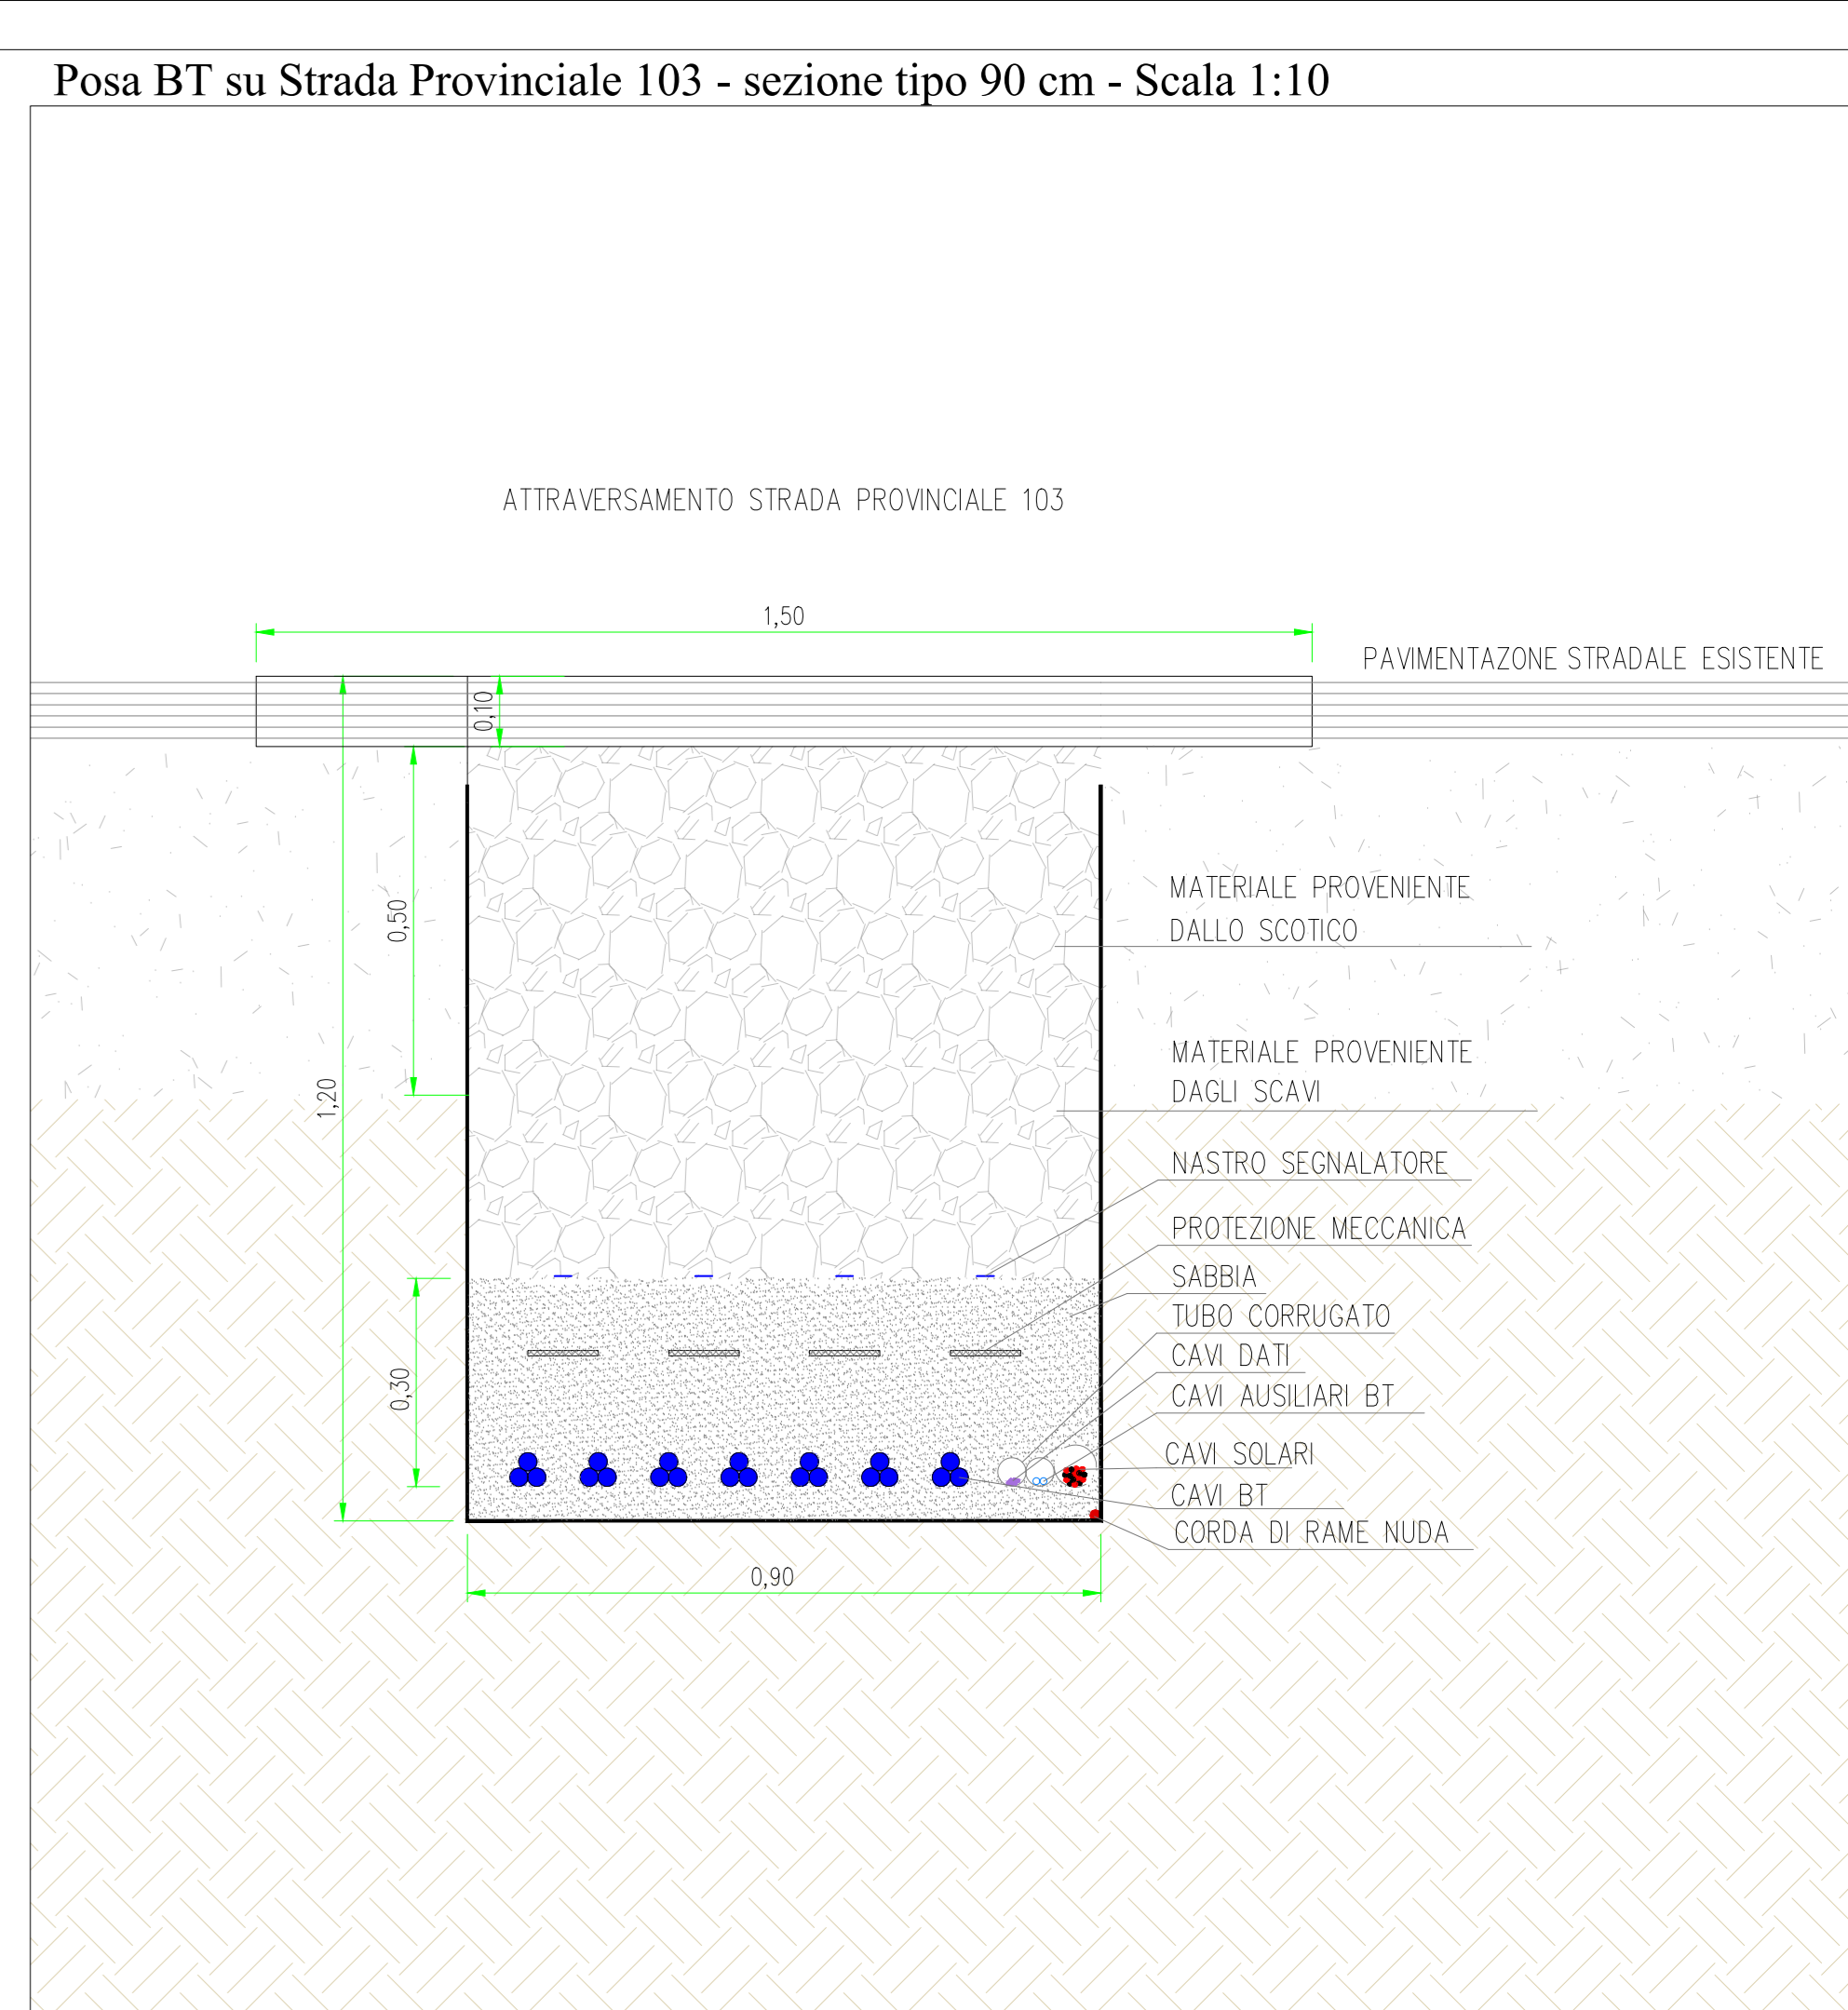 Posa BT su Strada Provinciale 103 - sezione tipo 90 cm - Scala 1:10
ATTRAVERSAMENTO STRADA PROVINCIALE 103
1,50
PAVIMENTAZONE STRADALE ESISTENTE
0,10
MATERIALE PROVENIENTE
DALLO SCOTICO
0,50
MATERIALE PROVENIENTE
DAGLI SCAVI
1,20
NASTRO SEGNALATORE
PROTEZIONE MECCANICA
SABBIA
TUBO CORRUGATO
CAVI DATI
0,30
CAVI AUSILIARI BT
CAVI SOLARI
CAVI BT
CORDA DI RAME NUDA
0,90